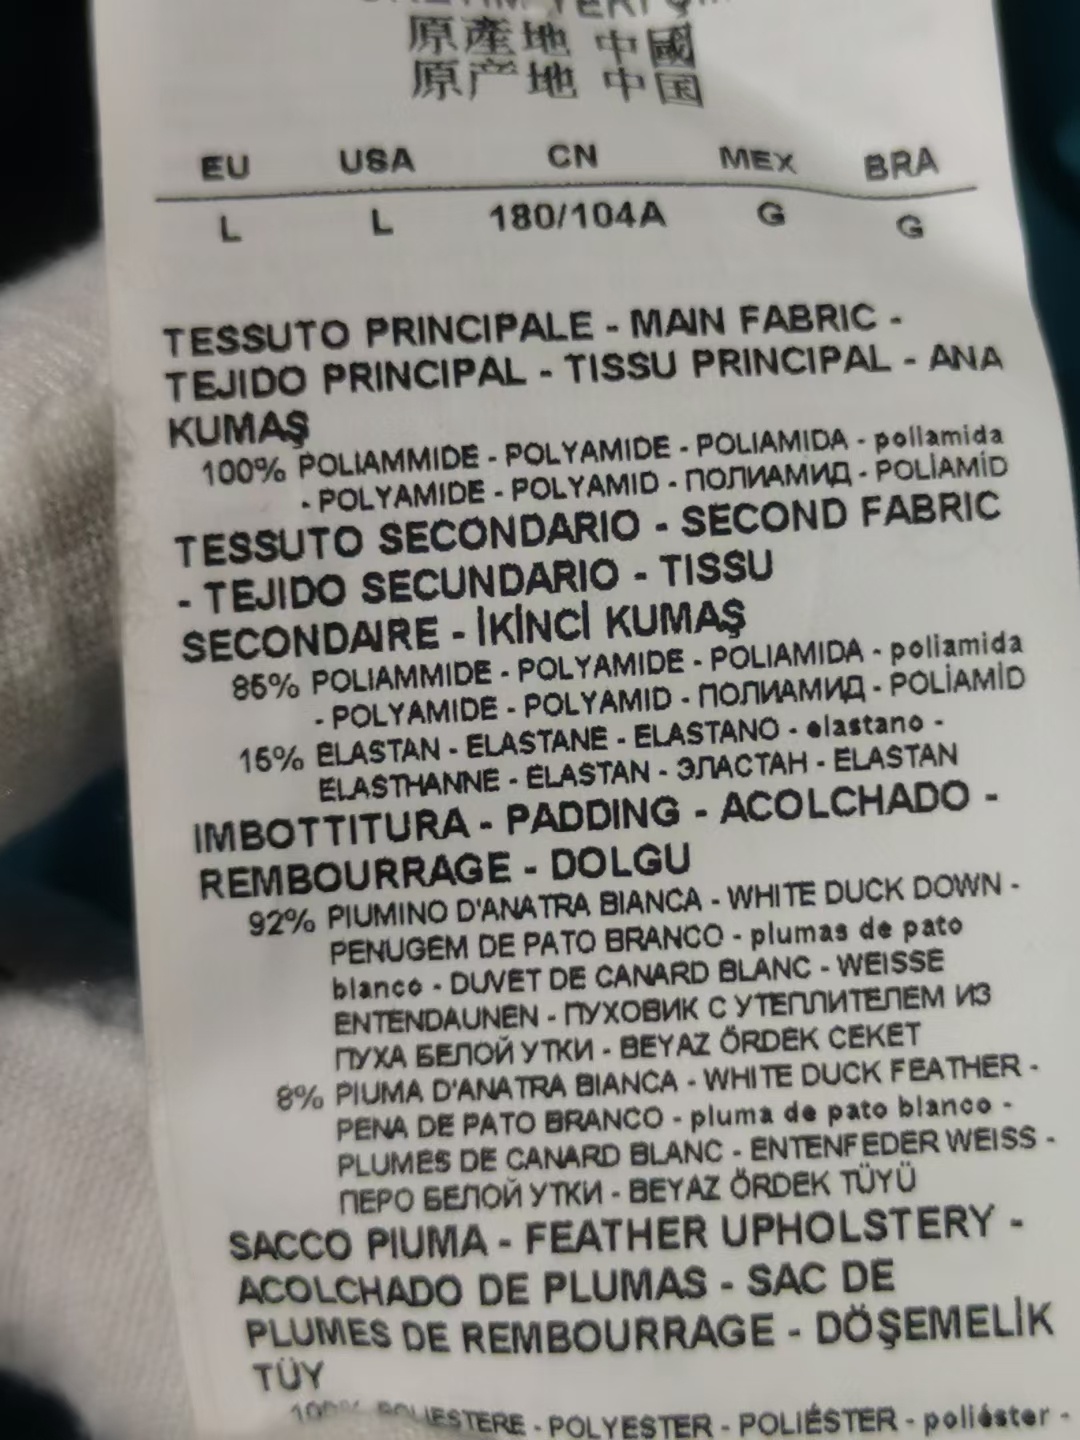 ÜRETİM YERİ
原產地 中國
原产地 中国
EU USA CN MEX BRA
L L 180/104A G G
TESSUTO PRINCIPALE - MAIN FABRIC -
TEJIDO PRINCIPAL - TISSU PRINCIPAL - ANA
KUMAŞ
100% POLIAMMIDE - POLYAMIDE - POLIAMIDA - poliamida
- POLYAMIDE - POLYAMID - ПОЛИАМИД - POLİAMİD
TESSUTO SECONDARIO - SECOND FABRIC
- TEJIDO SECUNDARIO - TISSU
SECONDAIRE - İKİNCİ KUMAŞ
85% POLIAMMIDE - POLYAMIDE - POLIAMIDA - poliamida
- POLYAMIDE - POLYAMID - ПОЛИАМИД - POLİAMİD
15% ELASTAN - ELASTANE - ELASTANO - elastano -
ELASTHANNE - ELASTAN - ЭЛАСТАН - ELASTAN
IMBOTTITURA - PADDING - ACOLCHADO -
REMBOURRAGE - DOLGU
92% PIUMINO D'ANATRA BIANCA - WHITE DUCK DOWN -
PENUGEM DE PATO BRANCO - plumas de pato
blanco - DUVET DE CANARD BLANC - WEISSE
ENTENDAUNEN - ПУХОВИК С УТЕПЛИТЕЛЕМ ИЗ
ПУХА БЕЛОЙ УТКИ - BEYAZ ÖRDEK CEKET
8% PIUMA D'ANATRA BIANCA - WHITE DUCK FEATHER -
PENA DE PATO BRANCO - pluma de pato blanco -
PLUMES DE CANARD BLANC - ENTENFEDER WEISS -
ПЕРО БЕЛОЙ УТКИ - BEYAZ ÖRDEK TÜYÜ
SACCO PIUMA - FEATHER UPHOLSTERY -
ACOLCHADO DE PLUMAS - SAC DE
PLUMES DE REMBOURRAGE - DÖŞEMELİK
TÜY
100% POLIESTERE - POLYESTER - POLIÉSTER - poliéster -